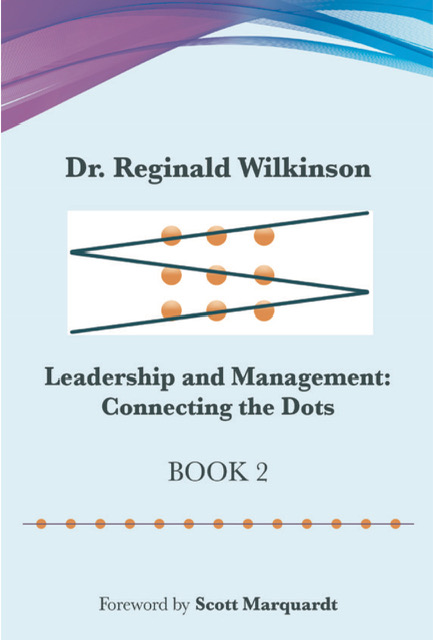 Dr. Reginald Wilkinson
Leadership and Management:
Connecting the Dots
BOOK 2
Foreword by Scott Marquardt